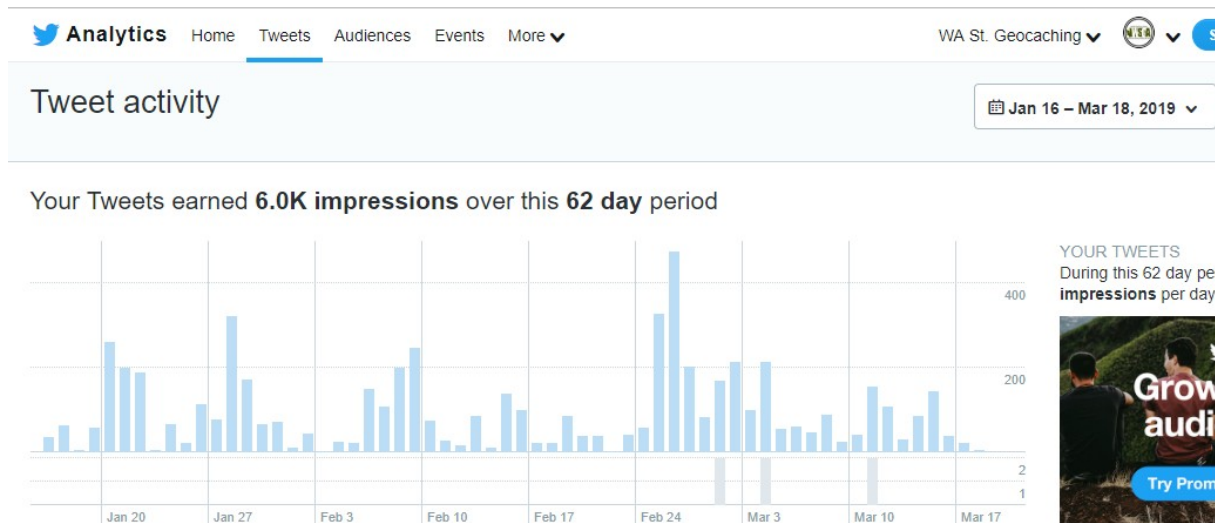 Analytics Home Tweets Audiences Events More WA St. Geocaching
Tweet activity
Jan 16 – Mar 18, 2019
Your Tweets earned 6.0K impressions over this 62 day period
YOUR TWEETS
During this 62 day pe
impressions per day
400
200
2
1
Grow
audi
Try Prom
Jan 20 Jan 27 Feb 3 Feb 10 Feb 17 Feb 24 Mar 3 Mar 10 Mar 17